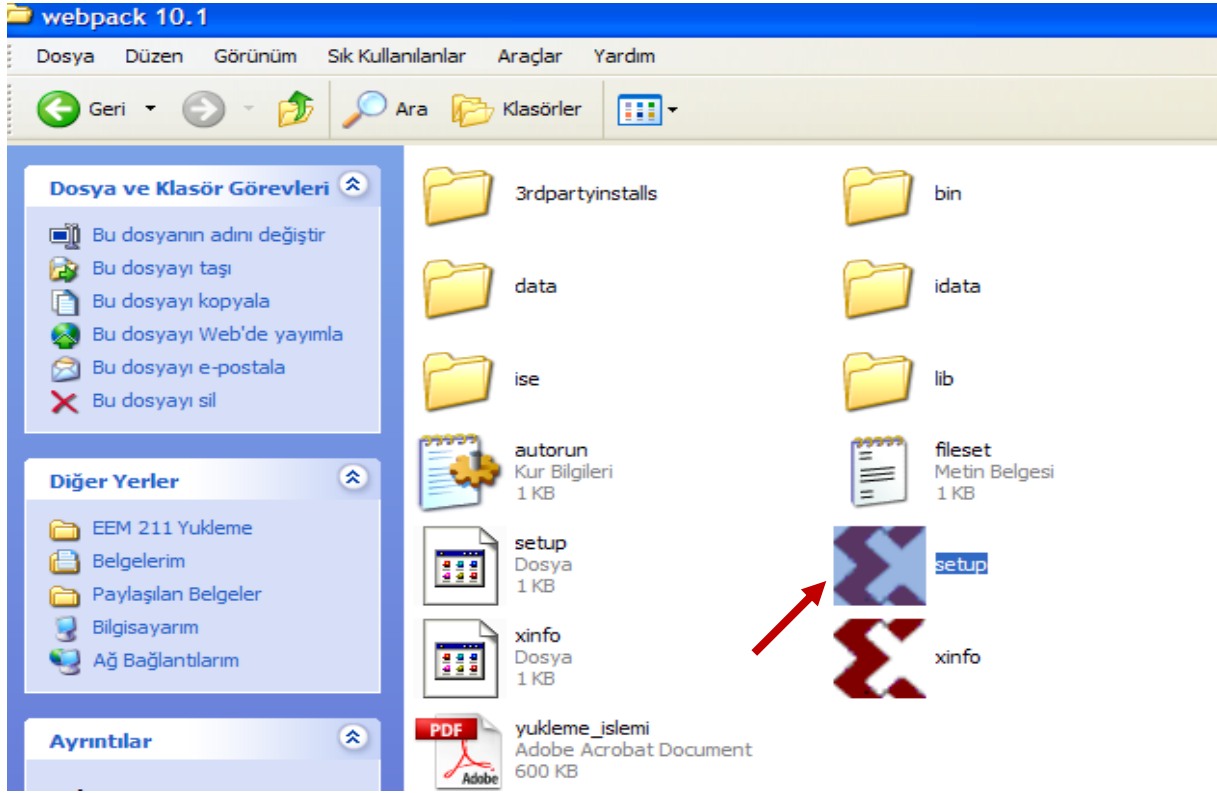 webpack 10.1
Dosya Düzen Görünüm Sık Kullanılanlar Araçlar Yardım
Geri Ara Klasörler
Dosya ve Klasör Görevleri
Bu dosyanın adını değiştir
Bu dosyayı taşı
Bu dosyayı kopyala
Bu dosyayı Web'de yayımla
Bu dosyayı e-postala
Bu dosyayı sil
Diğer Yerler
EEM 211 Yukleme
Belgelerim
Paylaşılan Belgeler
Bilgisayarım
Ağ Bağlantılarım
Ayrıntılar
3rdpartyinstalls
bin
data
idata
ise
lib
autorun
Kur Bilgileri
1 KB
fileset
Metin Belgesi
1 KB
setup
Dosya
1 KB
setup
xinfo
Dosya
1 KB
xinfo
PDF
Adobe
yukleme_islemi
Adobe Acrobat Document
600 KB